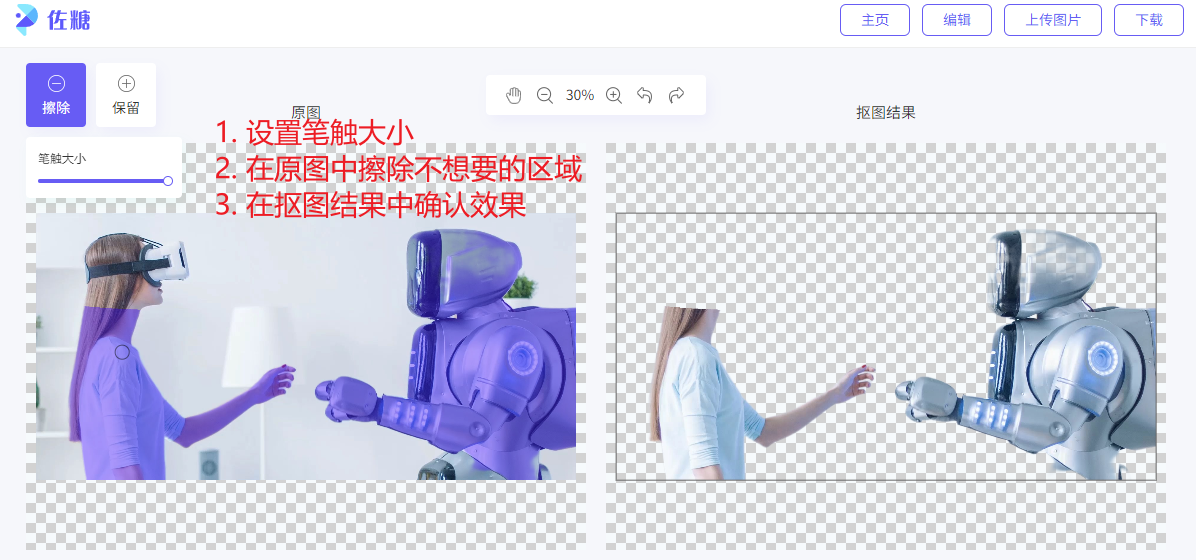 佐糖
主页
编辑
上传图片
下载
擦除
保留
30%
原图
抠图结果
笔触大小
1. 设置笔触大小
2. 在原图中擦除不想要的区域
3. 在抠图结果中确认效果